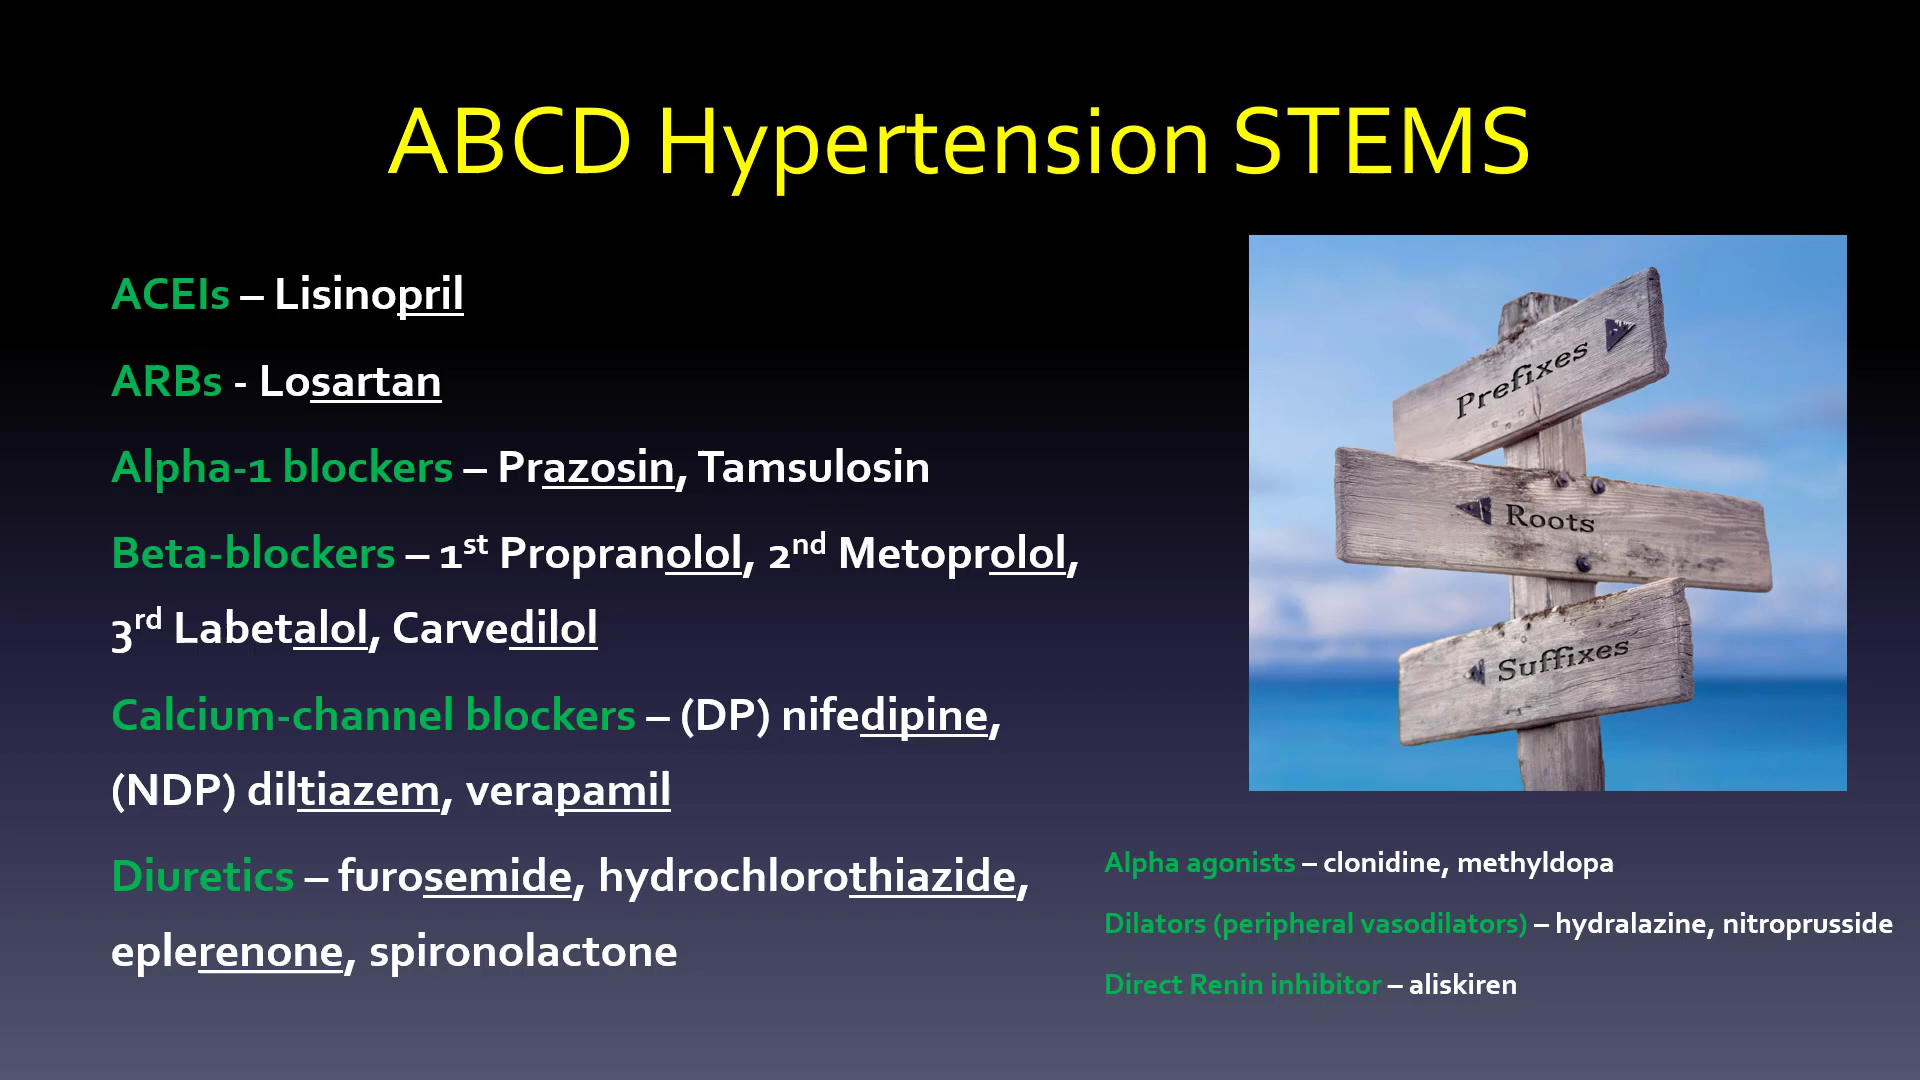 ABCD Hypertension STEMS
ACEIs – Lisinopril
ARBs - Losartan
Alpha-1 blockers – Prazosin, Tamsulosin
Beta-blockers – 1st Propranolol, 2nd Metoprolol,
3rd Labetalol, Carvedilol
Calcium-channel blockers – (DP) nifedipine,
(NDP) diltiazem, verapamil
Diuretics – furosemide, hydrochlorothiazide,
eplerenone, spironolactone
Prefixes
Roots
Suffixes
Alpha agonists – clonidine, methyldopa
Dilators (peripheral vasodilators) – hydralazine, nitroprusside
Direct Renin inhibitor – aliskiren